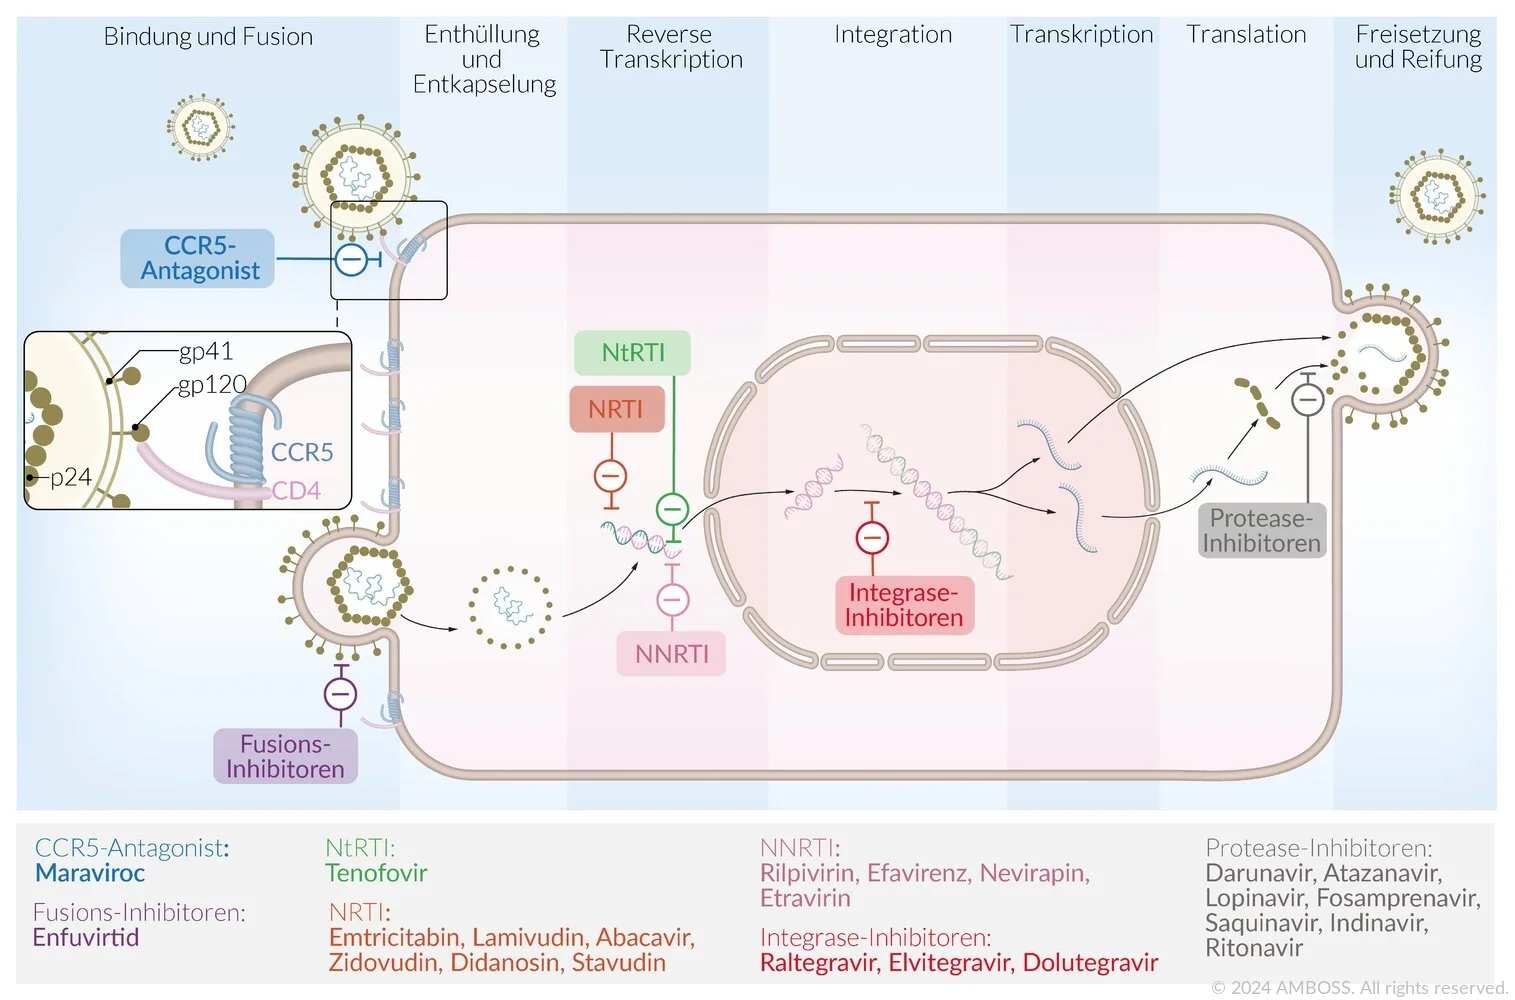 Bindung und Fusion
Enthüllung
und
Entkapselung
Reverse
Transkription
Integration
Transkription
Translation
Freisetzung
und Reifung
CCR5-
Antagonist
gp41
gp120
CCR5
CD4
p24
NtRTI
NRTI
NNRTI
Integrase-
Inhibitoren
Protease-
Inhibitoren
Fusions-
Inhibitoren
CCR5-Antagonist:
Maraviroc
Fusions-Inhibitoren:
Enfuvirtid
NtRTI:
Tenofovir
NRTI:
Emtricitabin, Lamivudin, Abacavir,
Zidovudin, Didanosin, Stavudin
NNRTI:
Rilpivirin, Efavirenz, Nevirapin,
Etravirin
Integrase-Inhibitoren:
Raltegravir, Elvitegravir, Dolutegravir
Protease-Inhibitoren:
Darunavir, Atazanavir,
Lopinavir, Fosamprenavir,
Saquinavir, Indinavir,
Ritonavir
© 2024 AMBOSS. All rights reserved.